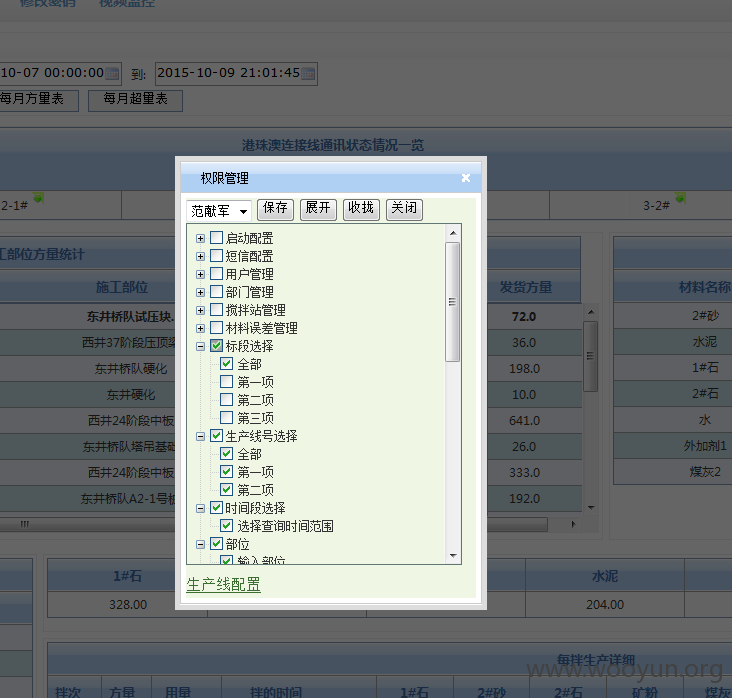 修改密码 视频监控
10-07 00:00:00 到: 2015-10-09 21:01:45
每月方量表 每月超量表
港珠澳连接线通讯状态情况一览
2-1# 3-2#
工部位方量统计
施工部位 发货方量 材料名称
东井桥队试压块. 72.0 2#砂
西井37阶段压顶梁 36.0 水泥
东井桥队硬化 198.0 1#石
东井硬化 10.0 2#石
西井24阶段中板 641.0 水
东井桥队塔吊基础 26.0 外加剂1
西井24阶段中板 333.0 煤灰2
东井桥队A2-1号板 192.0
权限管理
范献军 保存 展开 收拢 关闭
启动配置
短信配置
用户管理
部门管理
搅拌站管理
材料误差管理
标段选择
全部
第一项
第二项
第三项
生产线号选择
全部
第一项
第二项
时间段选择
选择查询时间范围
部位
输入部位
生产线配置
1#石 水泥
328.00 204.00
每拌生产详细
拌次 方量 用量 拌的时间 1#石 2#砂 2#石 矿粉 煤灰
www.wooyun.org